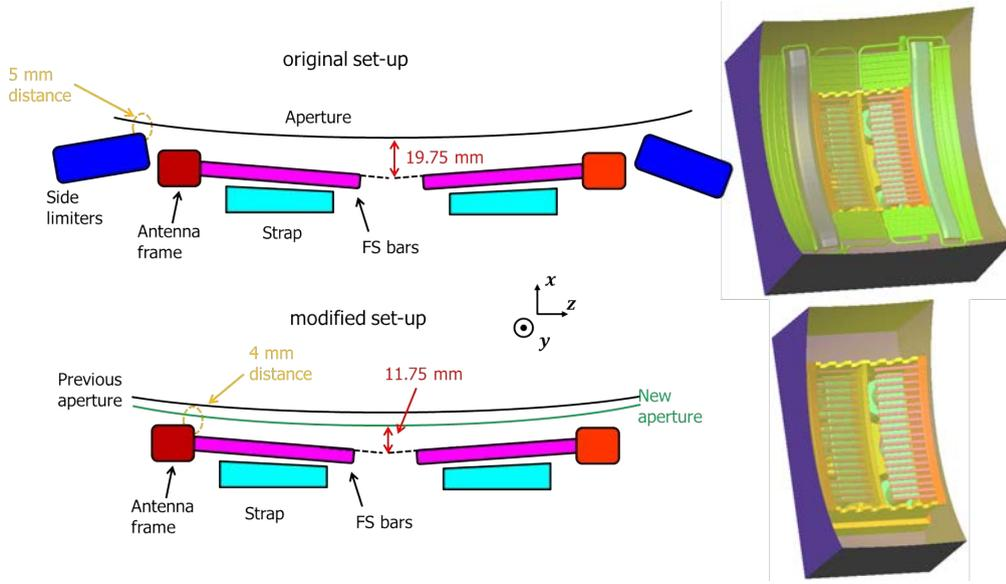 original set-up
5 mm
distance
Aperture
19.75 mm
Side
limiters
Antenna
frame
Strap
FS bars
x
z
y
modified set-up
4 mm
distance
11.75 mm
Previous
aperture
New
aperture
Antenna
frame
Strap
FS bars